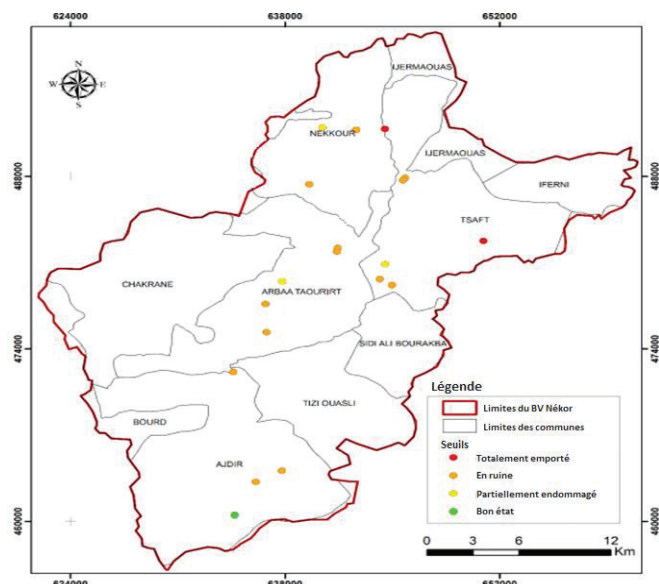 624000 638000 652000
N
W E
S
IJERMAOUAS
NEKKOUR
IJERMAOUAS
488000 488000
IFERNI
TSAFT
CHAKRANE
ARBAA TAOURIRT
SIDI ALI BOURAKBA
474000 474000
Légende
Limites du BV Nékor
TIZI OUASLI
Limites des communes
BOURD
Seuils
AJDIR
Totalement emporté
En ruine
Partiellement endommagé
Bon état
460000 460000
0 3 6 12
Km
624000 638000 652000